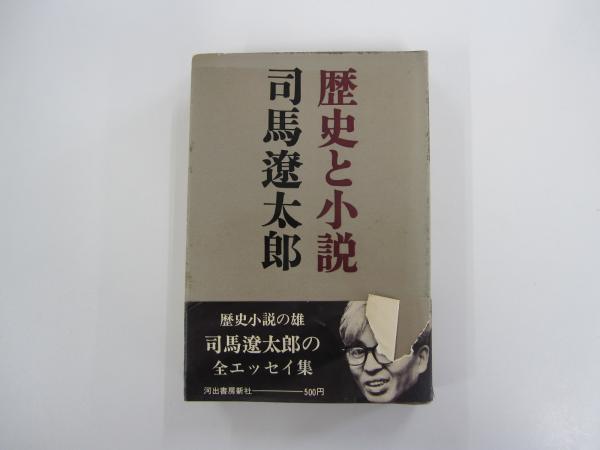 歴史と小説
司馬遼太郎
歴史小説の雄
司馬遼太郎の
全エッセイ集
河出書房新社―――500円